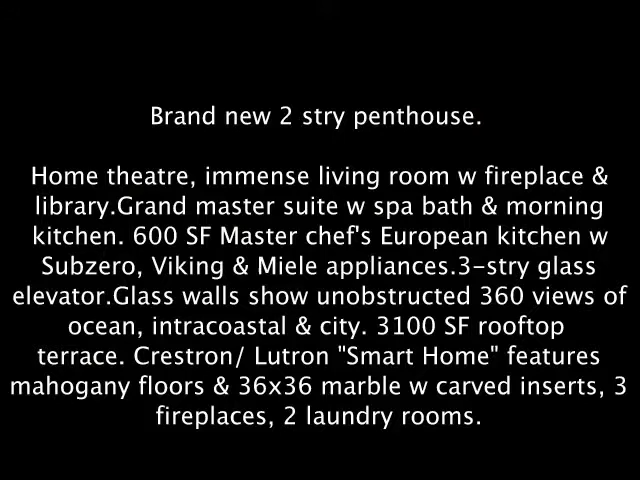 Brand new 2 stry penthouse.
Home theatre, immense living room w fireplace &
library.Grand master suite w spa bath & morning
kitchen. 600 SF Master chef's European kitchen w
Subzero, Viking & Miele appliances.3-stry glass
elevator.Glass walls show unobstructed 360 views of
ocean, intracoastal & city. 3100 SF rooftop
terrace. Crestron/ Lutron "Smart Home" features
mahogany floors & 36x36 marble w carved inserts, 3
fireplaces, 2 laundry rooms.